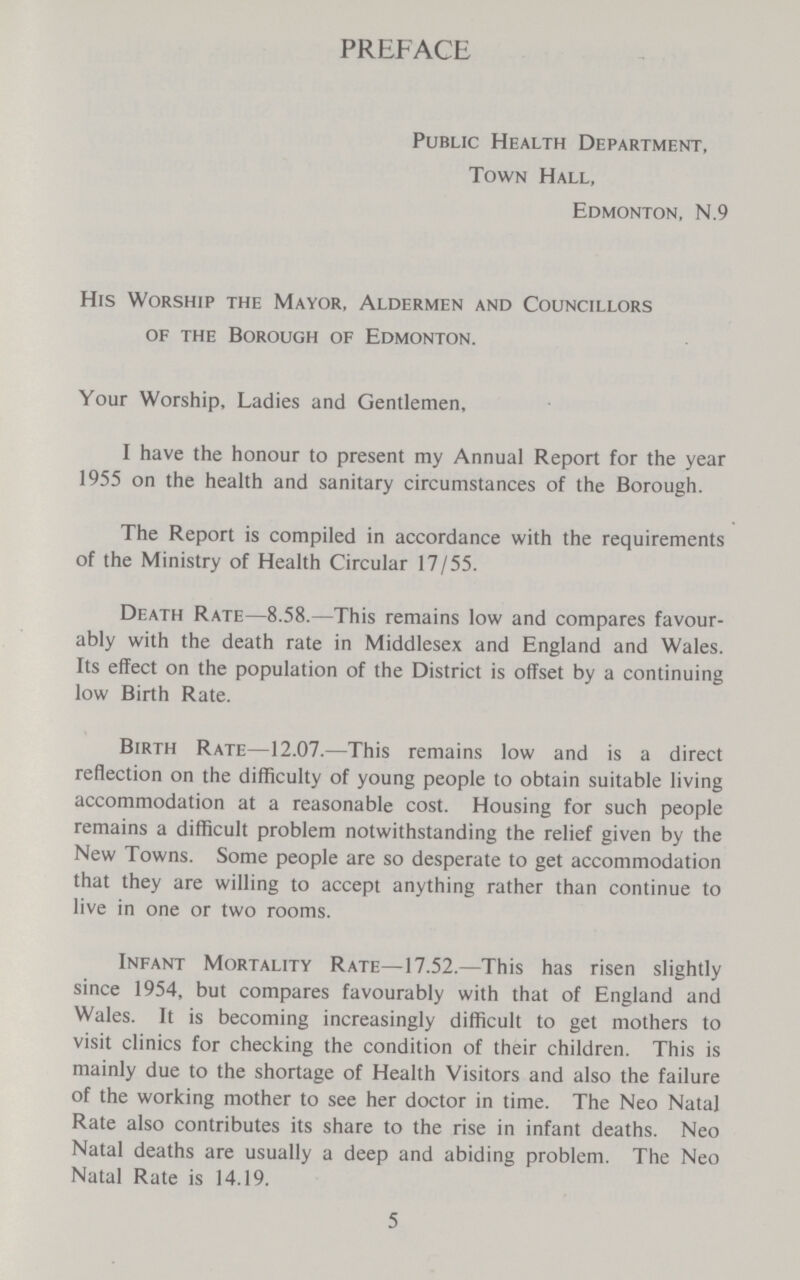 PREFACE
PUBLIC HEALTH DEPARTMENT,
TOWN HALL,
EDMONTON, N.9
HIS WORSHIP THE MAYOR, ALDERMEN AND COUNCILLORS
OF THE BOROUGH OF EDMONTON.
Your Worship, Ladies and Gentlemen,
I have the honour to present my Annual Report for the year
1955 on the health and sanitary circumstances of the Borough.
The Report is compiled in accordance with the requirements
of the Ministry of Health Circular 17/55.
DEATH RATE—8.58.—This remains low and compares favour-
ably with the death rate in Middlesex and England and Wales.
Its effect on the population of the District is offset by a continuing
low Birth Rate.
BIRTH RATE—12.07.—This remains low and is a direct
reflection on the difficulty of young people to obtain suitable living
accommodation at a reasonable cost. Housing for such people
remains a difficult problem notwithstanding the relief given by the
New Towns. Some people are so desperate to get accommodation
that they are willing to accept anything rather than continue to
live in one or two rooms.
INFANT MORTALITY RATE—17.52.—This has risen slightly
since 1954, but compares favourably with that of England and
Wales. It is becoming increasingly difficult to get mothers to
visit clinics for checking the condition of their children. This is
mainly due to the shortage of Health Visitors and also the failure
of the working mother to see her doctor in time. The Neo Natal
Rate also contributes its share to the rise in infant deaths. Neo
Natal deaths are usually a deep and abiding problem. The Neo
Natal Rate is 14.19.
5